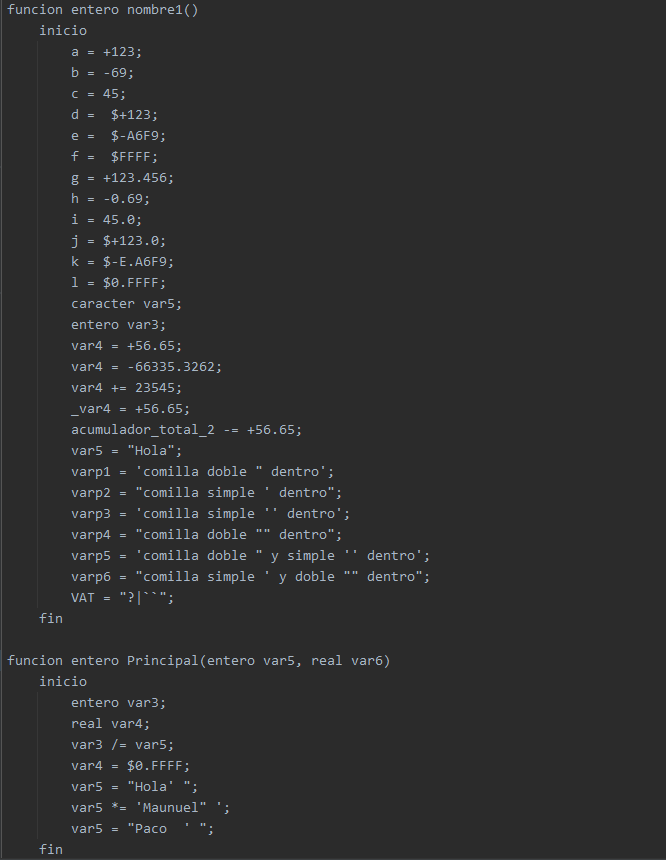 funcion entero nombre1()
    inicio
        a = +123;
        b = -69;
        c = 45;
        d =  $+123;
        e =  $-A6F9;
        f =  $FFFF;
        g = +123.456;
        h = -0.69;
        i = 45.0;
        j = $+123.0;
        k = $-E.A6F9;
        l = $0.FFFF;
        caracter var5;
        entero var3;
        var4 = +56.65;
        var4 = -66335.3262;
        var4 += 23545;
        _var4 = +56.65;
        acumulador_total_2 -= +56.65;
        var5 = "Hola";
        varp1 = 'comilla doble " dentro';
        varp2 = "comilla simple ' dentro";
        varp3 = 'comilla simple '' dentro';
        varp4 = "comilla doble "" dentro";
        varp5 = 'comilla doble " y simple '' dentro';
        varp6 = "comilla simple ' y doble "" dentro";
        VAT = "?|``";
    fin

funcion entero Principal(entero var5, real var6)
    inicio
        entero var3;
        real var4;
        var3 /= var5;
        var4 = $0.FFFF;
        var5 = "Hola' ";
        var5 *= 'Maunuel" ';
        var5 = "Paco  ' ";
    fin